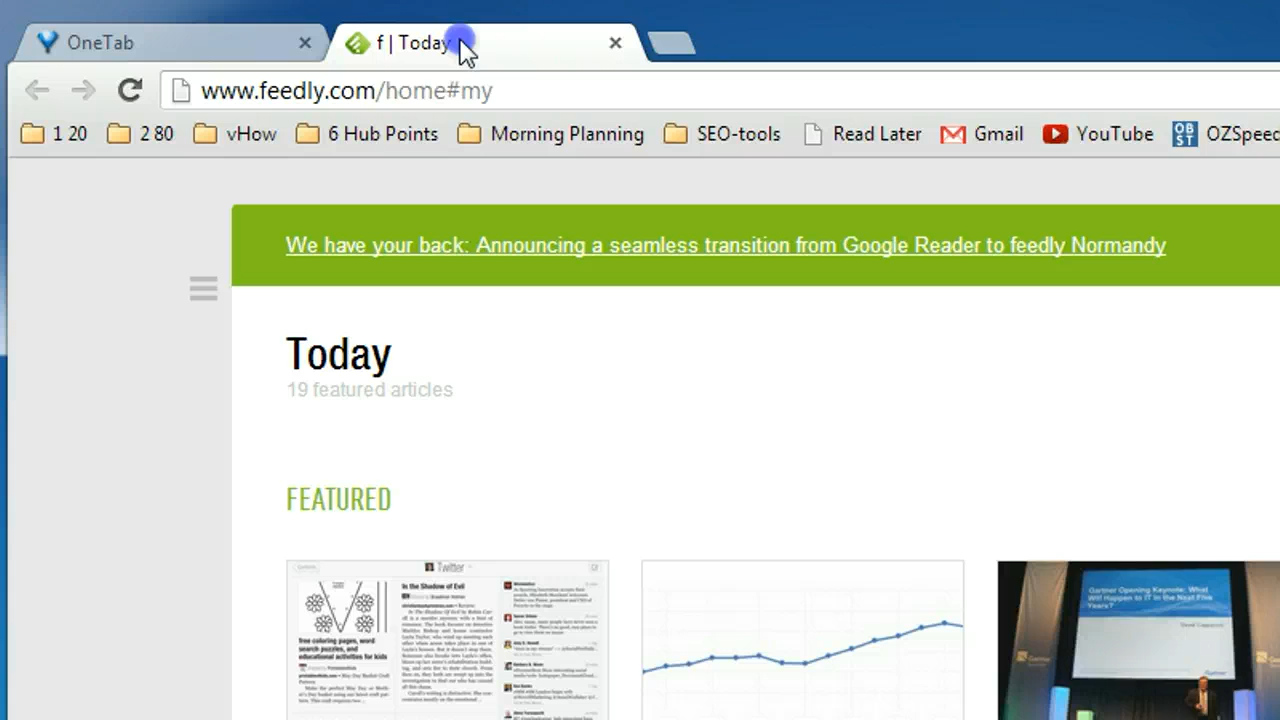 OneTab
f | Today
www.feedly.com/home#my
1 20
2 80
vHow
6 Hub Points
Morning Planning
SEO-tools
Read Later
Gmail
YouTube
OBST
OZSpeed
We have your back: Announcing a seamless transition from Google Reader to feedly Normandy
Today
19 featured articles
FEATURED
Twitter
In the Shadow of Evil
free coloring pages, word
search puzzles, and
educational activities for kids
Gartner Opening Keynote: What
Will Happen to IT in the Next Five
Years?